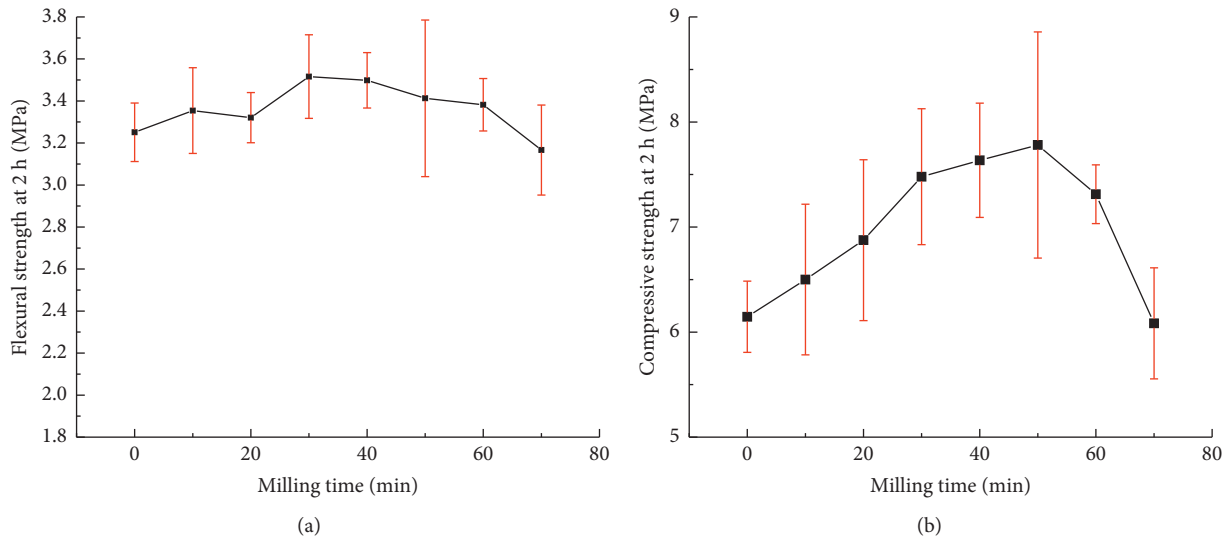 Flexural strength at 2 h (MPa)
3.8
3.6
3.4
3.2
3.0
2.8
2.6
2.4
2.2
2.0
1.8
0 20 40 60 80
Milling time (min)
(a)
Compressive strength at 2 h (MPa)
9
8
7
6
5
0 20 40 60 80
Milling time (min)
(b)